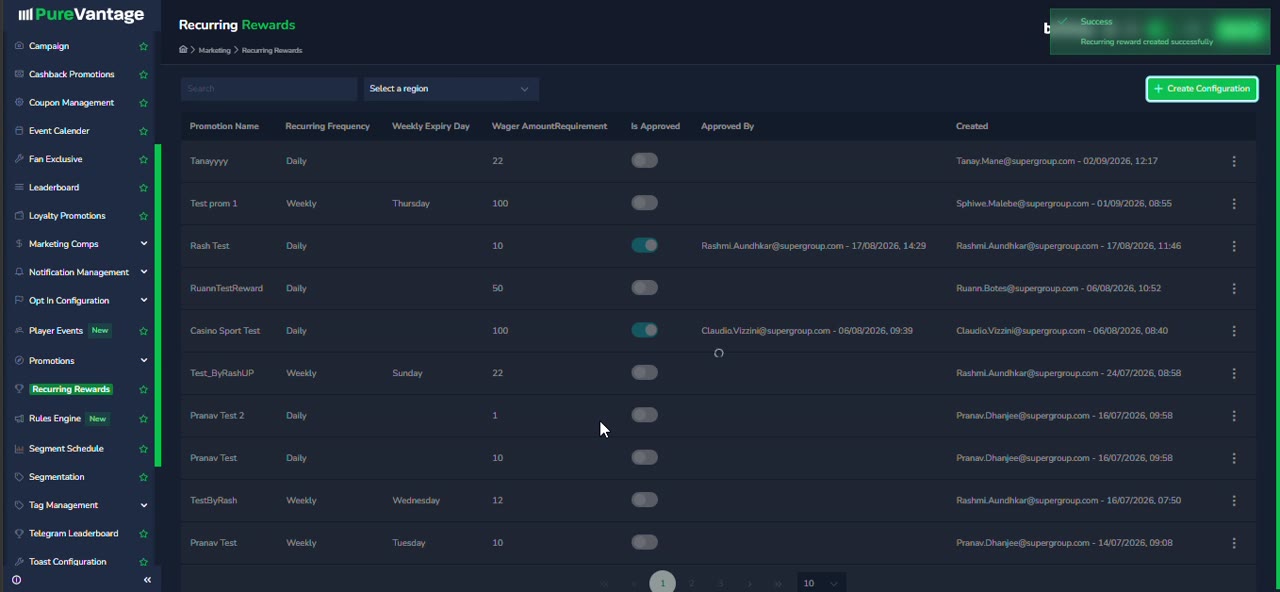 PureVantage
Campaign
Cashback Promotions
Coupon Management
Event Calender
Fan Exclusive
Leaderboard
Loyalty Promotions
Marketing Comps
Notification Management
Opt In Configuration
Player Events New
Promotions
Recurring Rewards
Rules Engine New
Segment Schedule
Segmentation
Tag Management
Telegram Leaderboard
Toast Configuration
Recurring Rewards
Marketing > Recurring Rewards
Success
Recurring reward created successfully
Search
Select a region
+ Create Configuration
Promotion Name Recurring Frequency Weekly Expiry Day Wager AmountRequirement Is Approved Approved By Created
Tanayyyy Daily 22 Tanay.Mane@supergroup.com - 02/09/2026, 12:17
Test prom 1 Weekly Thursday 100 Sphiwe.Malebe@supergroup.com - 01/09/2026, 08:55
Rash Test Daily 10 Rashmi.Aundhkar@supergroup.com - 17/08/2026, 14:29 Rashmi.Aundhkar@supergroup.com - 17/08/2026, 11:46
RuannTestReward Daily 50 Ruann.Botes@supergroup.com - 06/08/2026, 10:52
Casino Sport Test Daily 100 Claudio.Vizzini@supergroup.com - 06/08/2026, 09:39 Claudio.Vizzini@supergroup.com - 06/08/2026, 08:40
Test_ByRashUP Weekly Sunday 22 Rashmi.Aundhkar@supergroup.com - 24/07/2026, 08:58
Pranav Test 2 Daily 1 Pranav.Dhanjee@supergroup.com - 16/07/2026, 09:58
Pranav Test Daily 10 Pranav.Dhanjee@supergroup.com - 16/07/2026, 09:58
TestByRash Weekly Wednesday 12 Rashmi.Aundhkar@supergroup.com - 16/07/2026, 07:50
Pranav Test Weekly Tuesday 10 Pranav.Dhanjee@supergroup.com - 14/07/2026, 09:08
« ‹ 1 2 3 › » 10